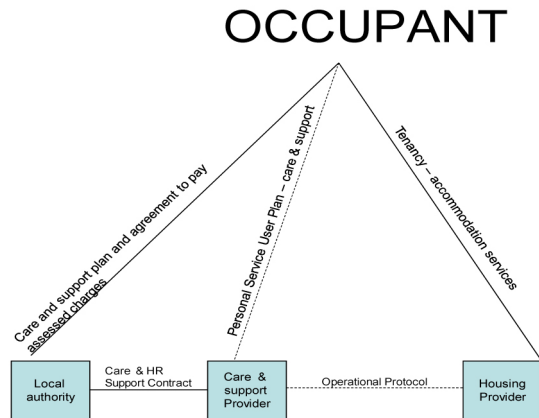 OCCUPANT
Care and support plan and agreement to pay
assessed charges
Personal Service User Plan – care & support
Tenancy – accommodation services
Local
authority
Care & HR
Support Contract
Care &
support
Provider
Operational Protocol
Housing
Provider